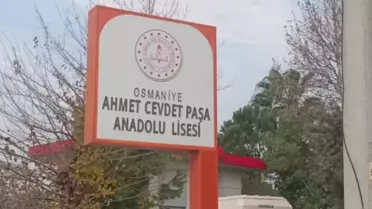 OSMANİYE
AHMET CEVDET PAŞA
ANADOLU LİSESİ